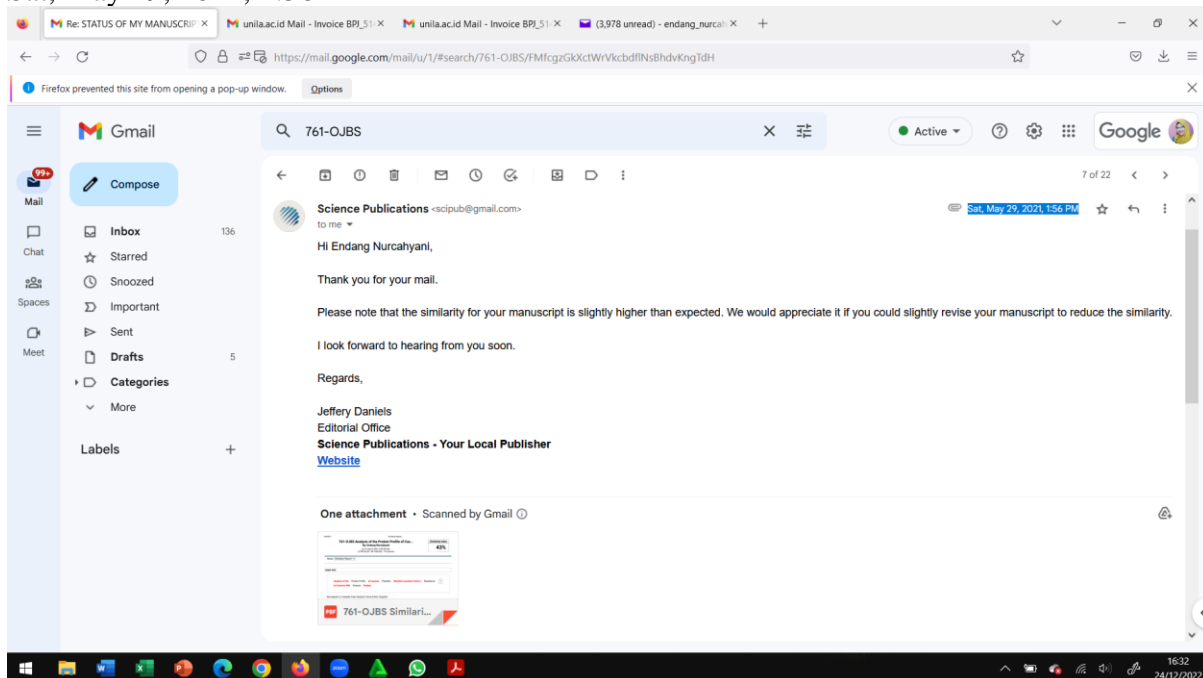 Re: STATUS OF MY MANUSCRIP
unila.ac.id Mail - Invoice BPJ_51
unila.ac.id Mail - Invoice BPJ_51
(3,978 unread) - endang_nurcah
https://mail.google.com/mail/u/1/#search/761-OJBS/FMfcgzGkXctWrVkcbdflNsBhdvKngTdH
Firefox prevented this site from opening a pop-up window. Options
Gmail
761-OJBS
Active
Google
99+
Mail
Chat
Spaces
Meet
Compose
Inbox 136
Starred
Snoozed
Important
Sent
Drafts 5
Categories
More
Labels
7 of 22
Science Publications <scipub@gmail.com>
Sat, May 29, 2021, 1:56 PM
to me
Hi Endang Nurcahyani,
Thank you for your mail.
Please note that the similarity for your manuscript is slightly higher than expected. We would appreciate it if you could slightly revise your manuscript to reduce the similarity.
I look forward to hearing from you soon.
Regards,
Jeffery Daniels
Editorial Office
Science Publications - Your Local Publisher
Website
One attachment • Scanned by Gmail
43%
PDF 761-OJBS Similari...
16:32
24/12/2022